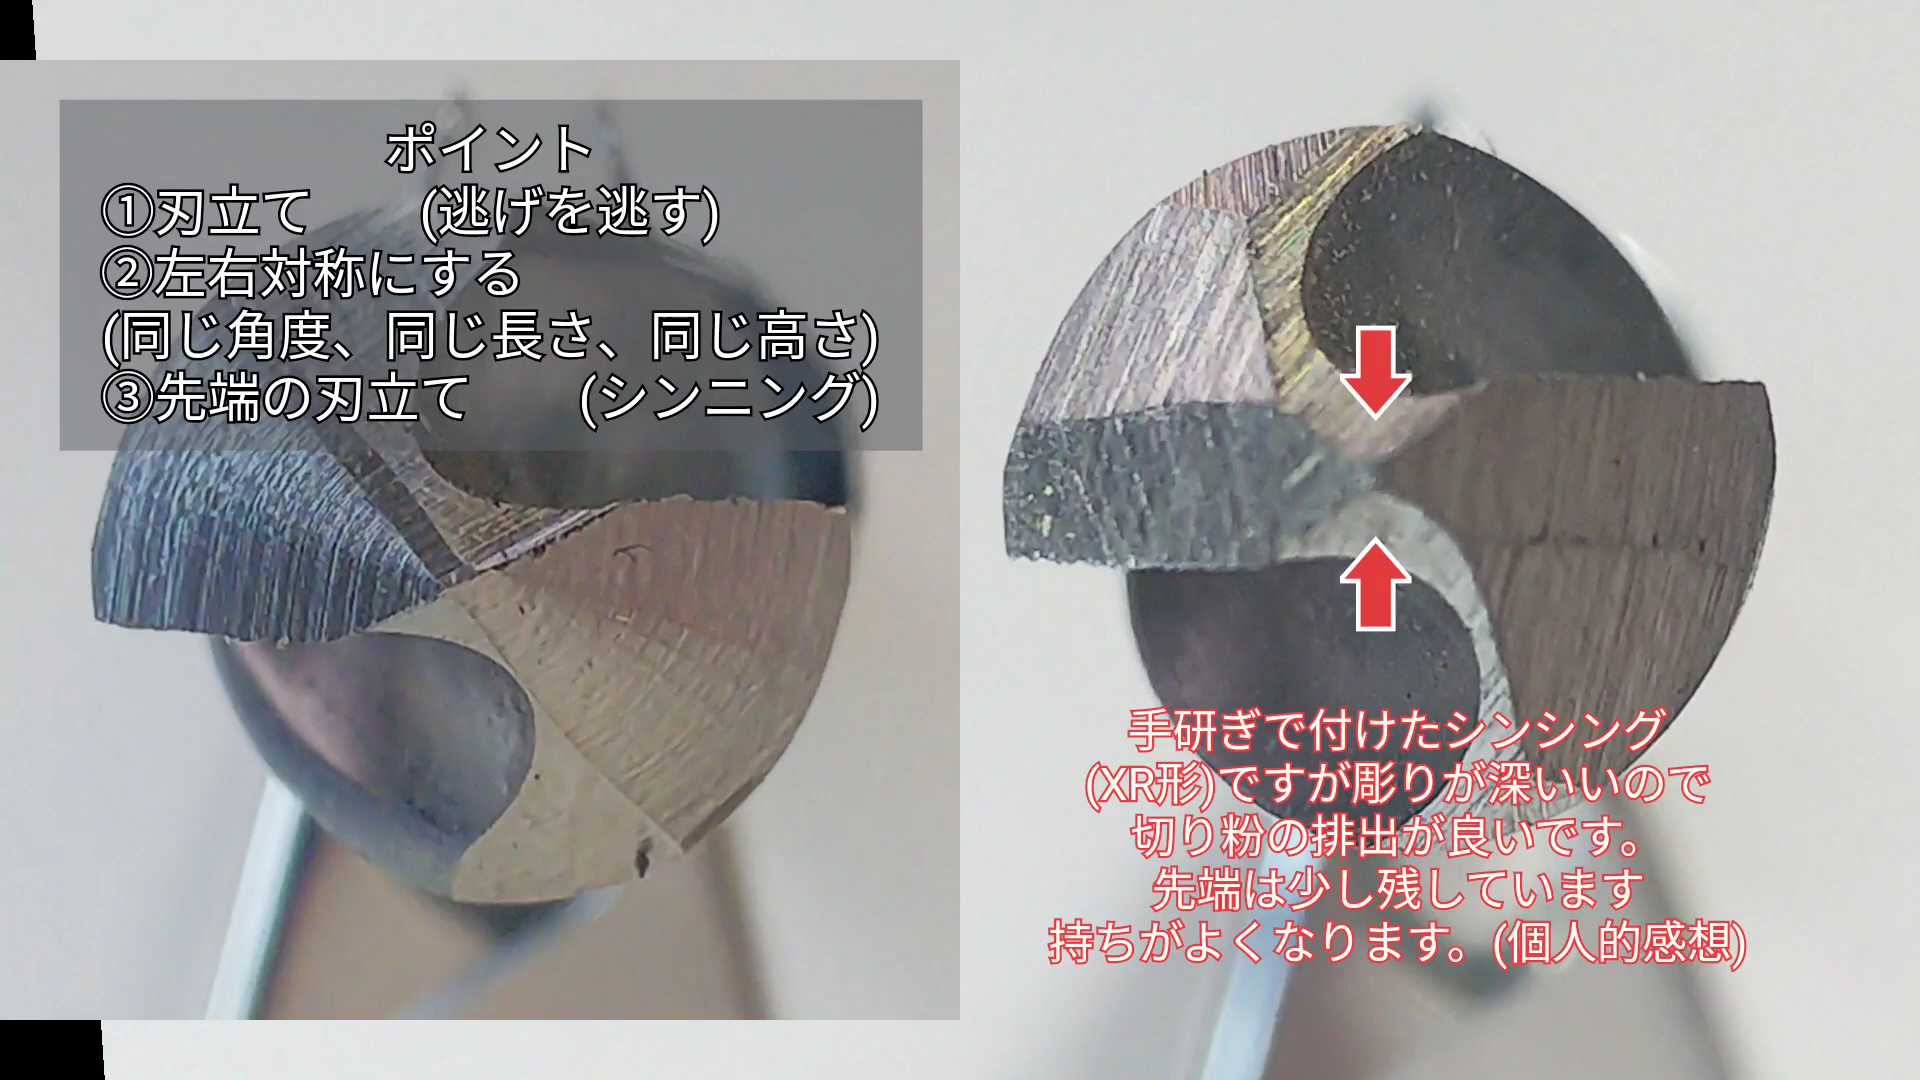 ポイント
①刃立て　　(逃げを逃す)
②左右対称にする
(同じ角度、同じ長さ、同じ高さ)
③先端の刃立て　　(シンニング)
手研ぎで付けたシンシング
(XR形)ですが彫りが深いいので
切り粉の排出が良いです。
先端は少し残しています
持ちがよくなります。(個人的感想)